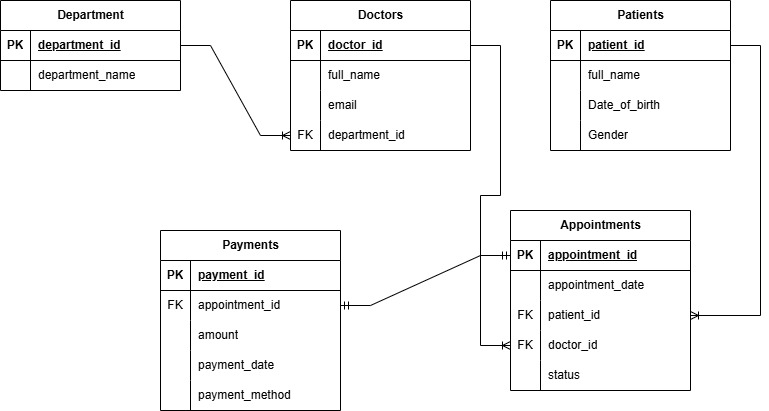 Department
PK department_id
department_name
Doctors
PK doctor_id
full_name
email
FK department_id
Patients
PK patient_id
full_name
Date_of_birth
Gender
Payments
PK payment_id
FK appointment_id
amount
payment_date
payment_method
Appointments
PK appointment_id
appointment_date
FK patient_id
FK doctor_id
status